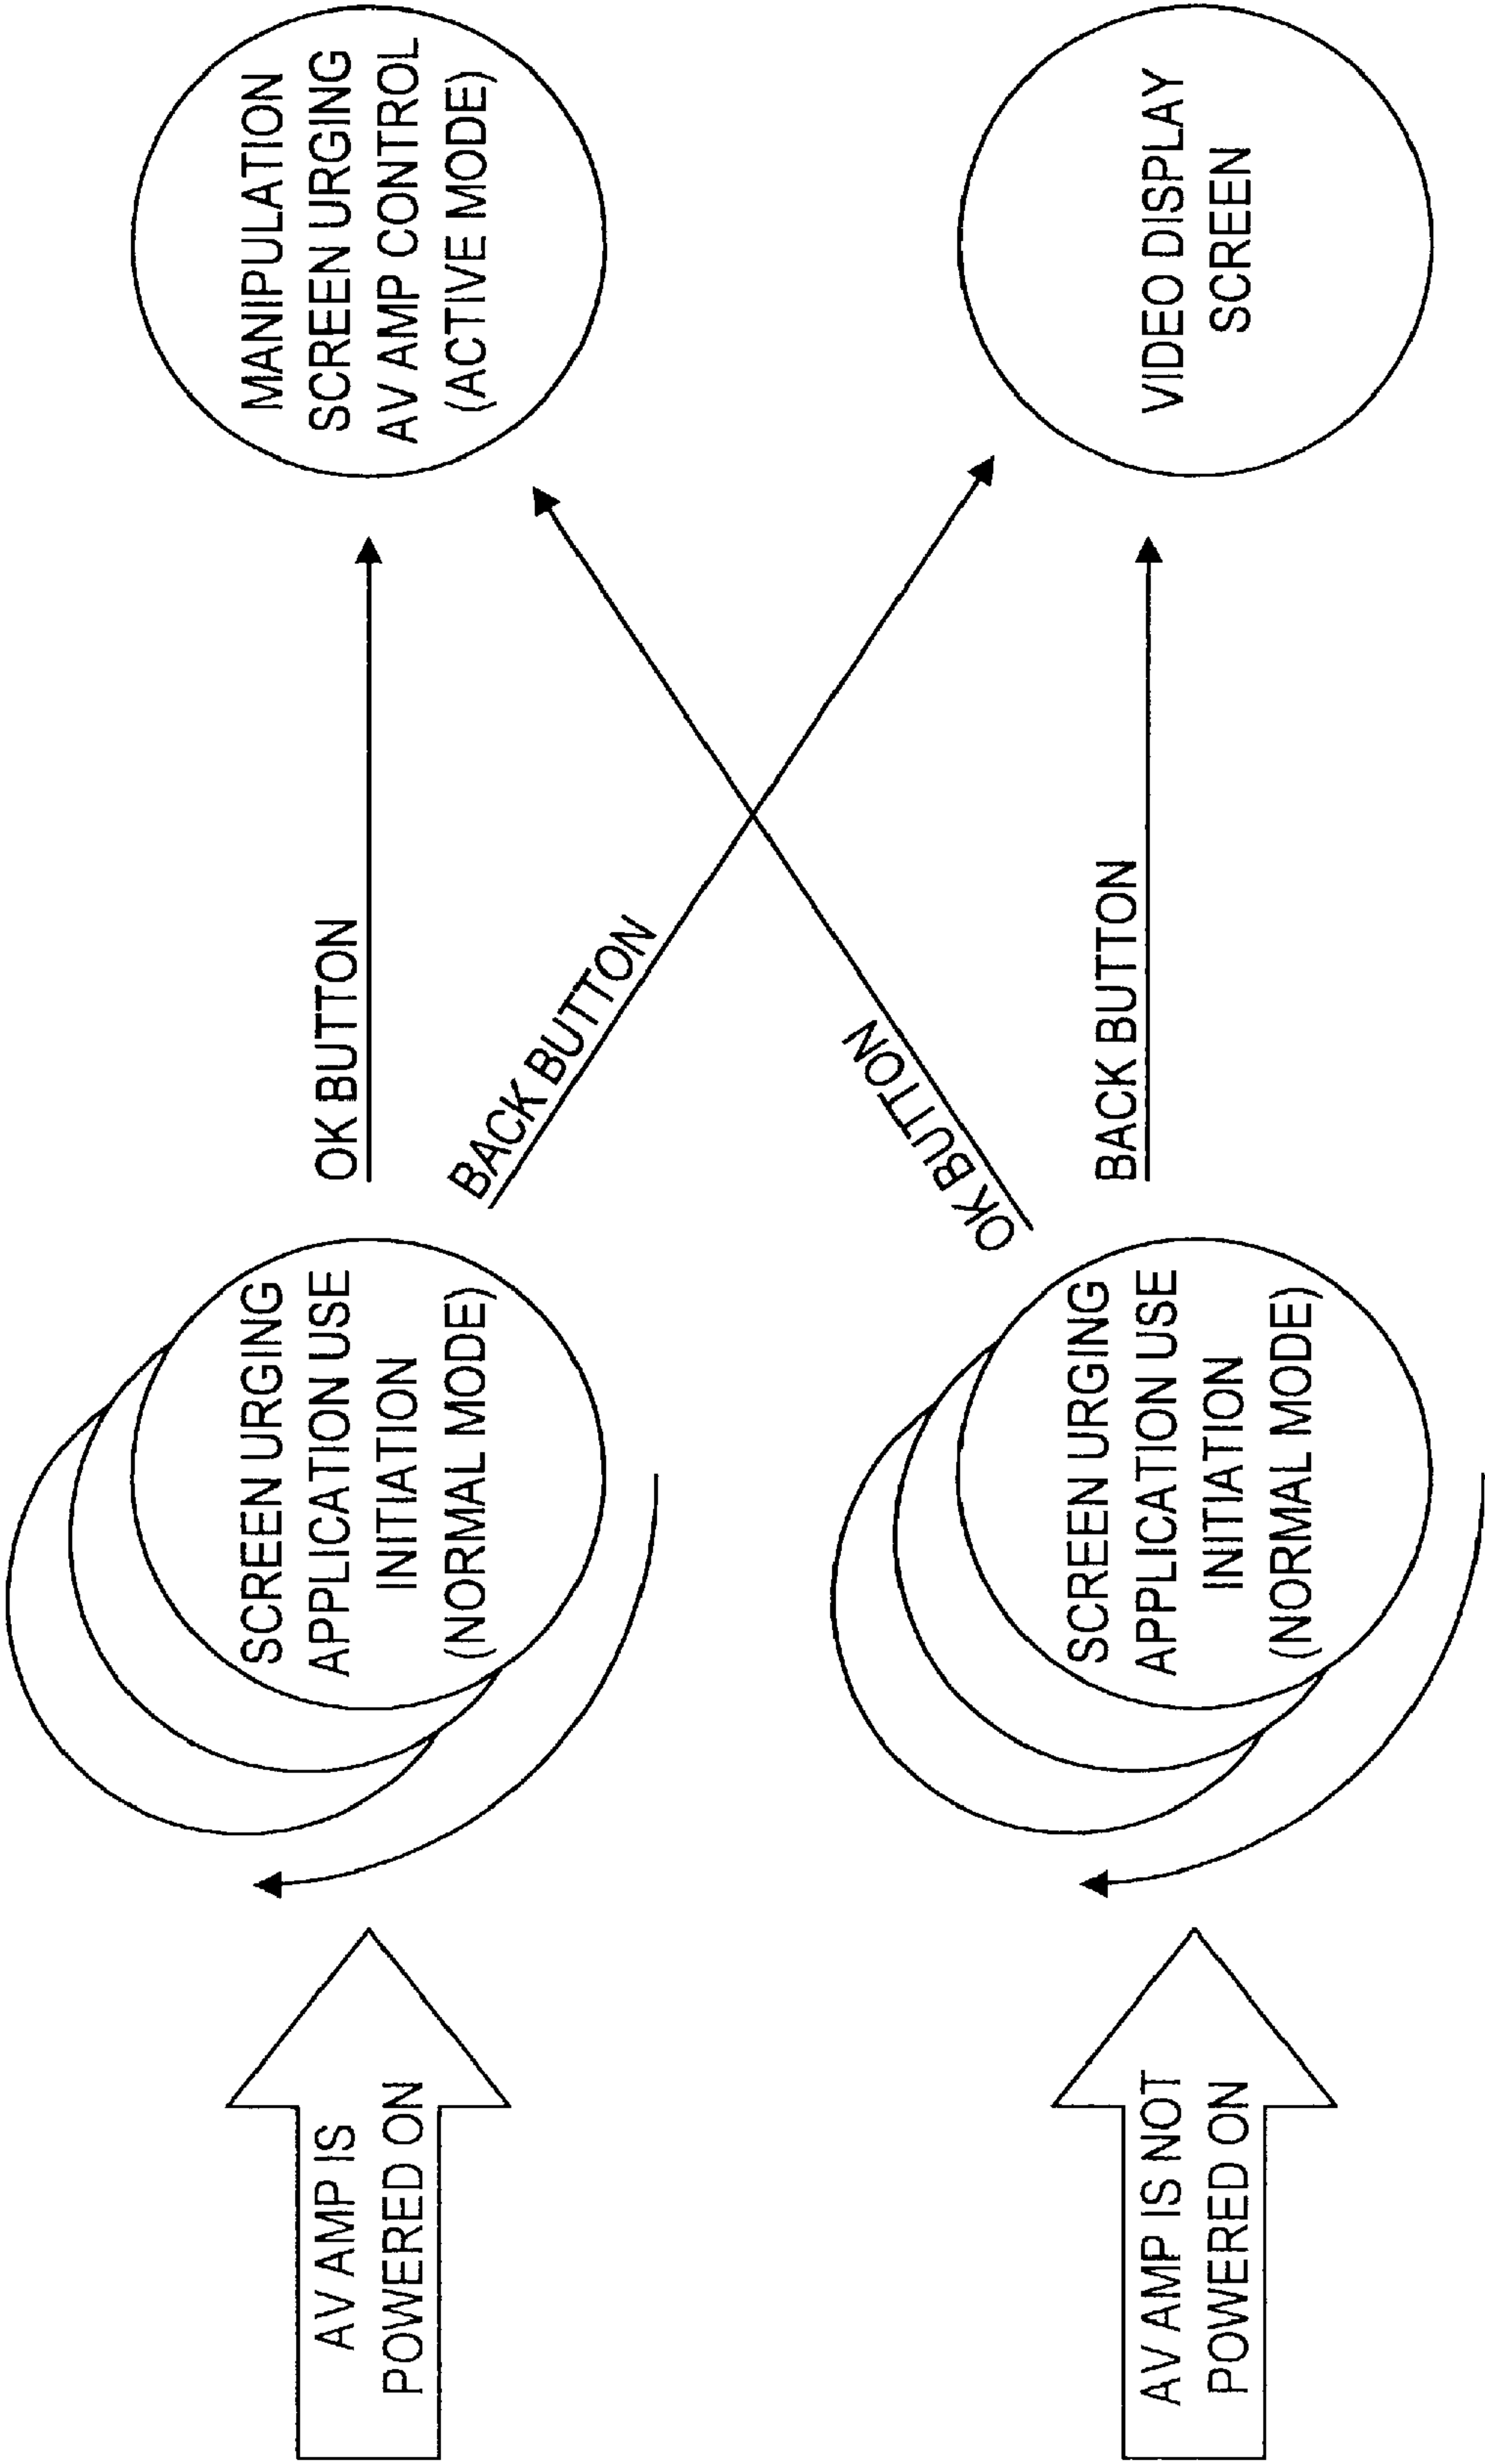 AV AMP IS
POWERED ON
SCREEN URGING
APPLICATION USE
INITIATION
(NORMAL MODE)
OK BUTTON
BACK BUTTON
MANIPULATION
SCREEN URGING
AV AMP CONTROL
(ACTIVE MODE)
AV AMP IS NOT
POWERED ON
SCREEN URGING
APPLICATION USE
INITIATION
(NORMAL MODE)
OK BUTTON
BACK BUTTON
VIDEO DISPLAY
SCREEN